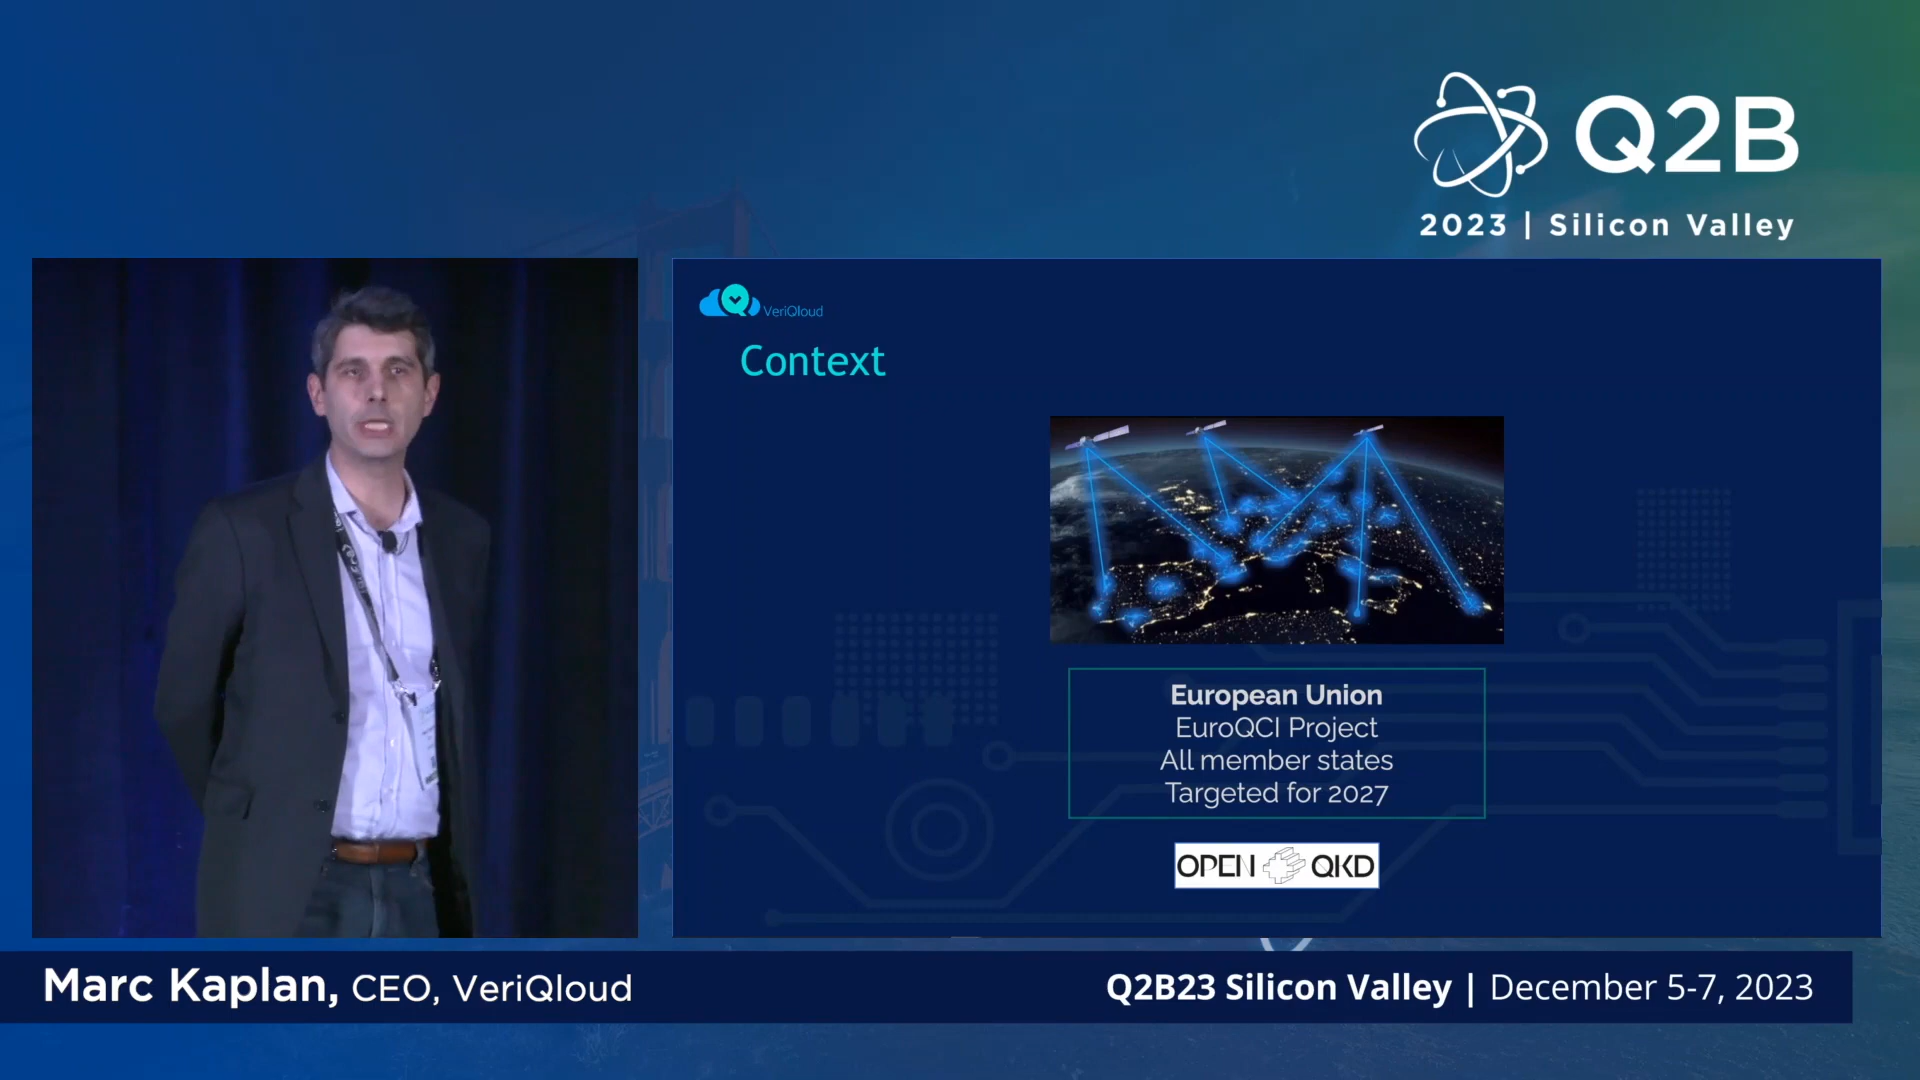 Q2B
2023 | Silicon Valley
VeriQloud
Context
European Union
EuroQCI Project
All member states
Targeted for 2027
OPEN QKD
Marc Kaplan, CEO, VeriQloud
Q2B23 Silicon Valley | December 5-7, 2023